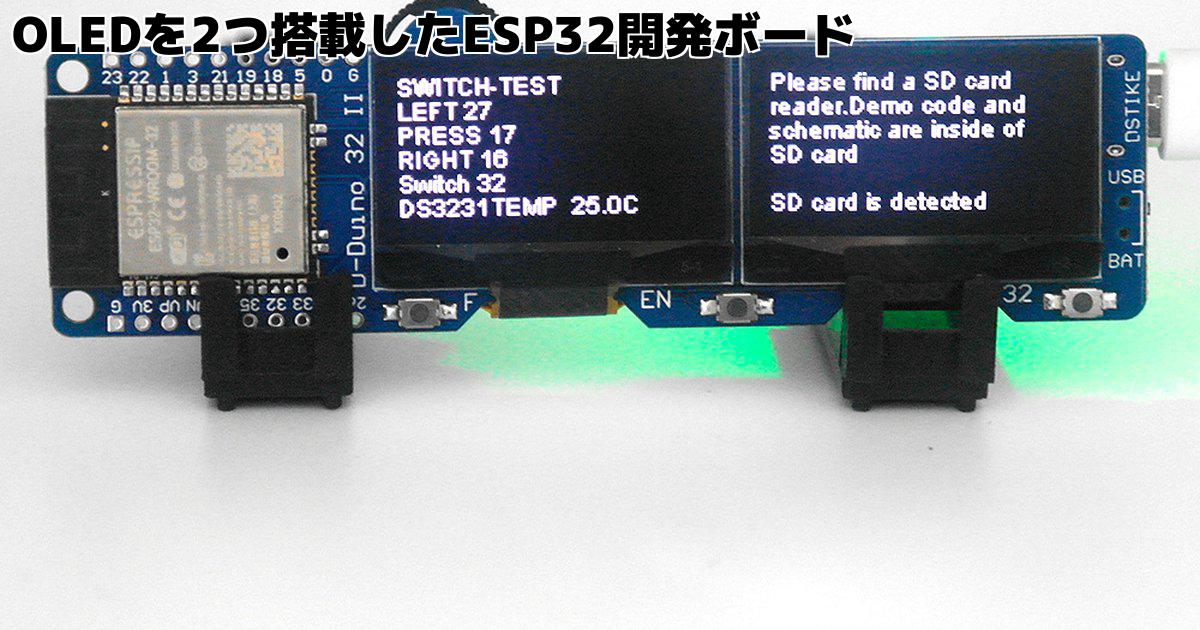 OLEDを2つ搭載したESP32開発ボード
23 22 1 3 21 19 18 5 0 6
SWITCH-TEST
LEFT 27
PRESS 17
RIGHT 16
Switch 32
DS3231TEMP 25.0C
Please find a SD card
reader.Demo code and
schematic are inside of
SD card
SD card is detected
ESPRESSIF
ESP32-WROOM-32
CE
32 II
DSTIKE
USB
BAT
G 3V VP VN 35 32 33
F
EN
32